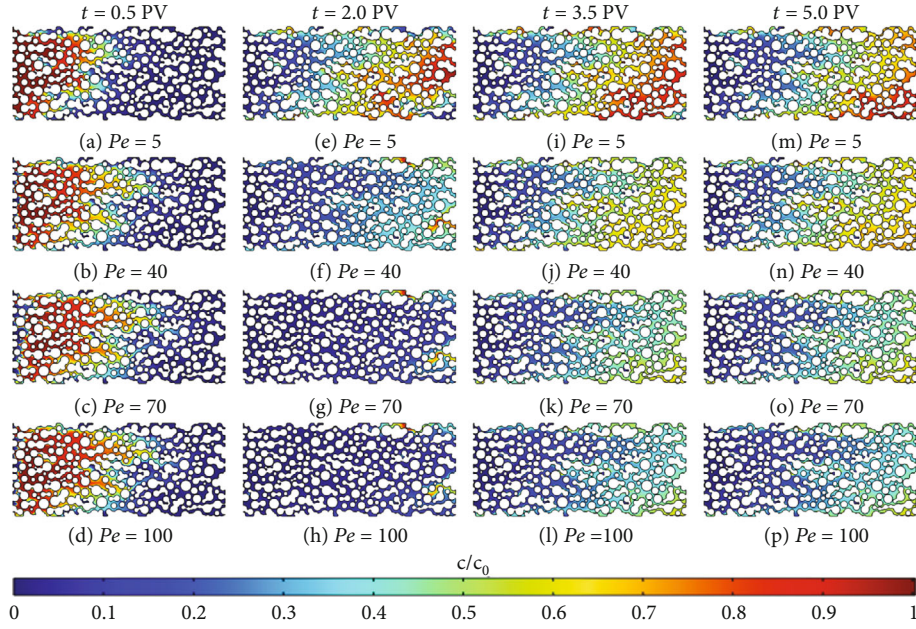 t = 0.5 PV t = 2.0 PV t = 3.5 PV t = 5.0 PV
(a) Pe = 5 (e) Pe = 5 (i) Pe = 5 (m) Pe = 5
(b) Pe = 40 (f) Pe = 40 (j) Pe = 40 (n) Pe = 40
(c) Pe = 70 (g) Pe = 70 (k) Pe = 70 (o) Pe = 70
(d) Pe = 100 (h) Pe = 100 (l) Pe =100 (p) Pe = 100
c/c₀
0 0.1 0.2 0.3 0.4 0.5 0.6 0.7 0.8 0.9 1